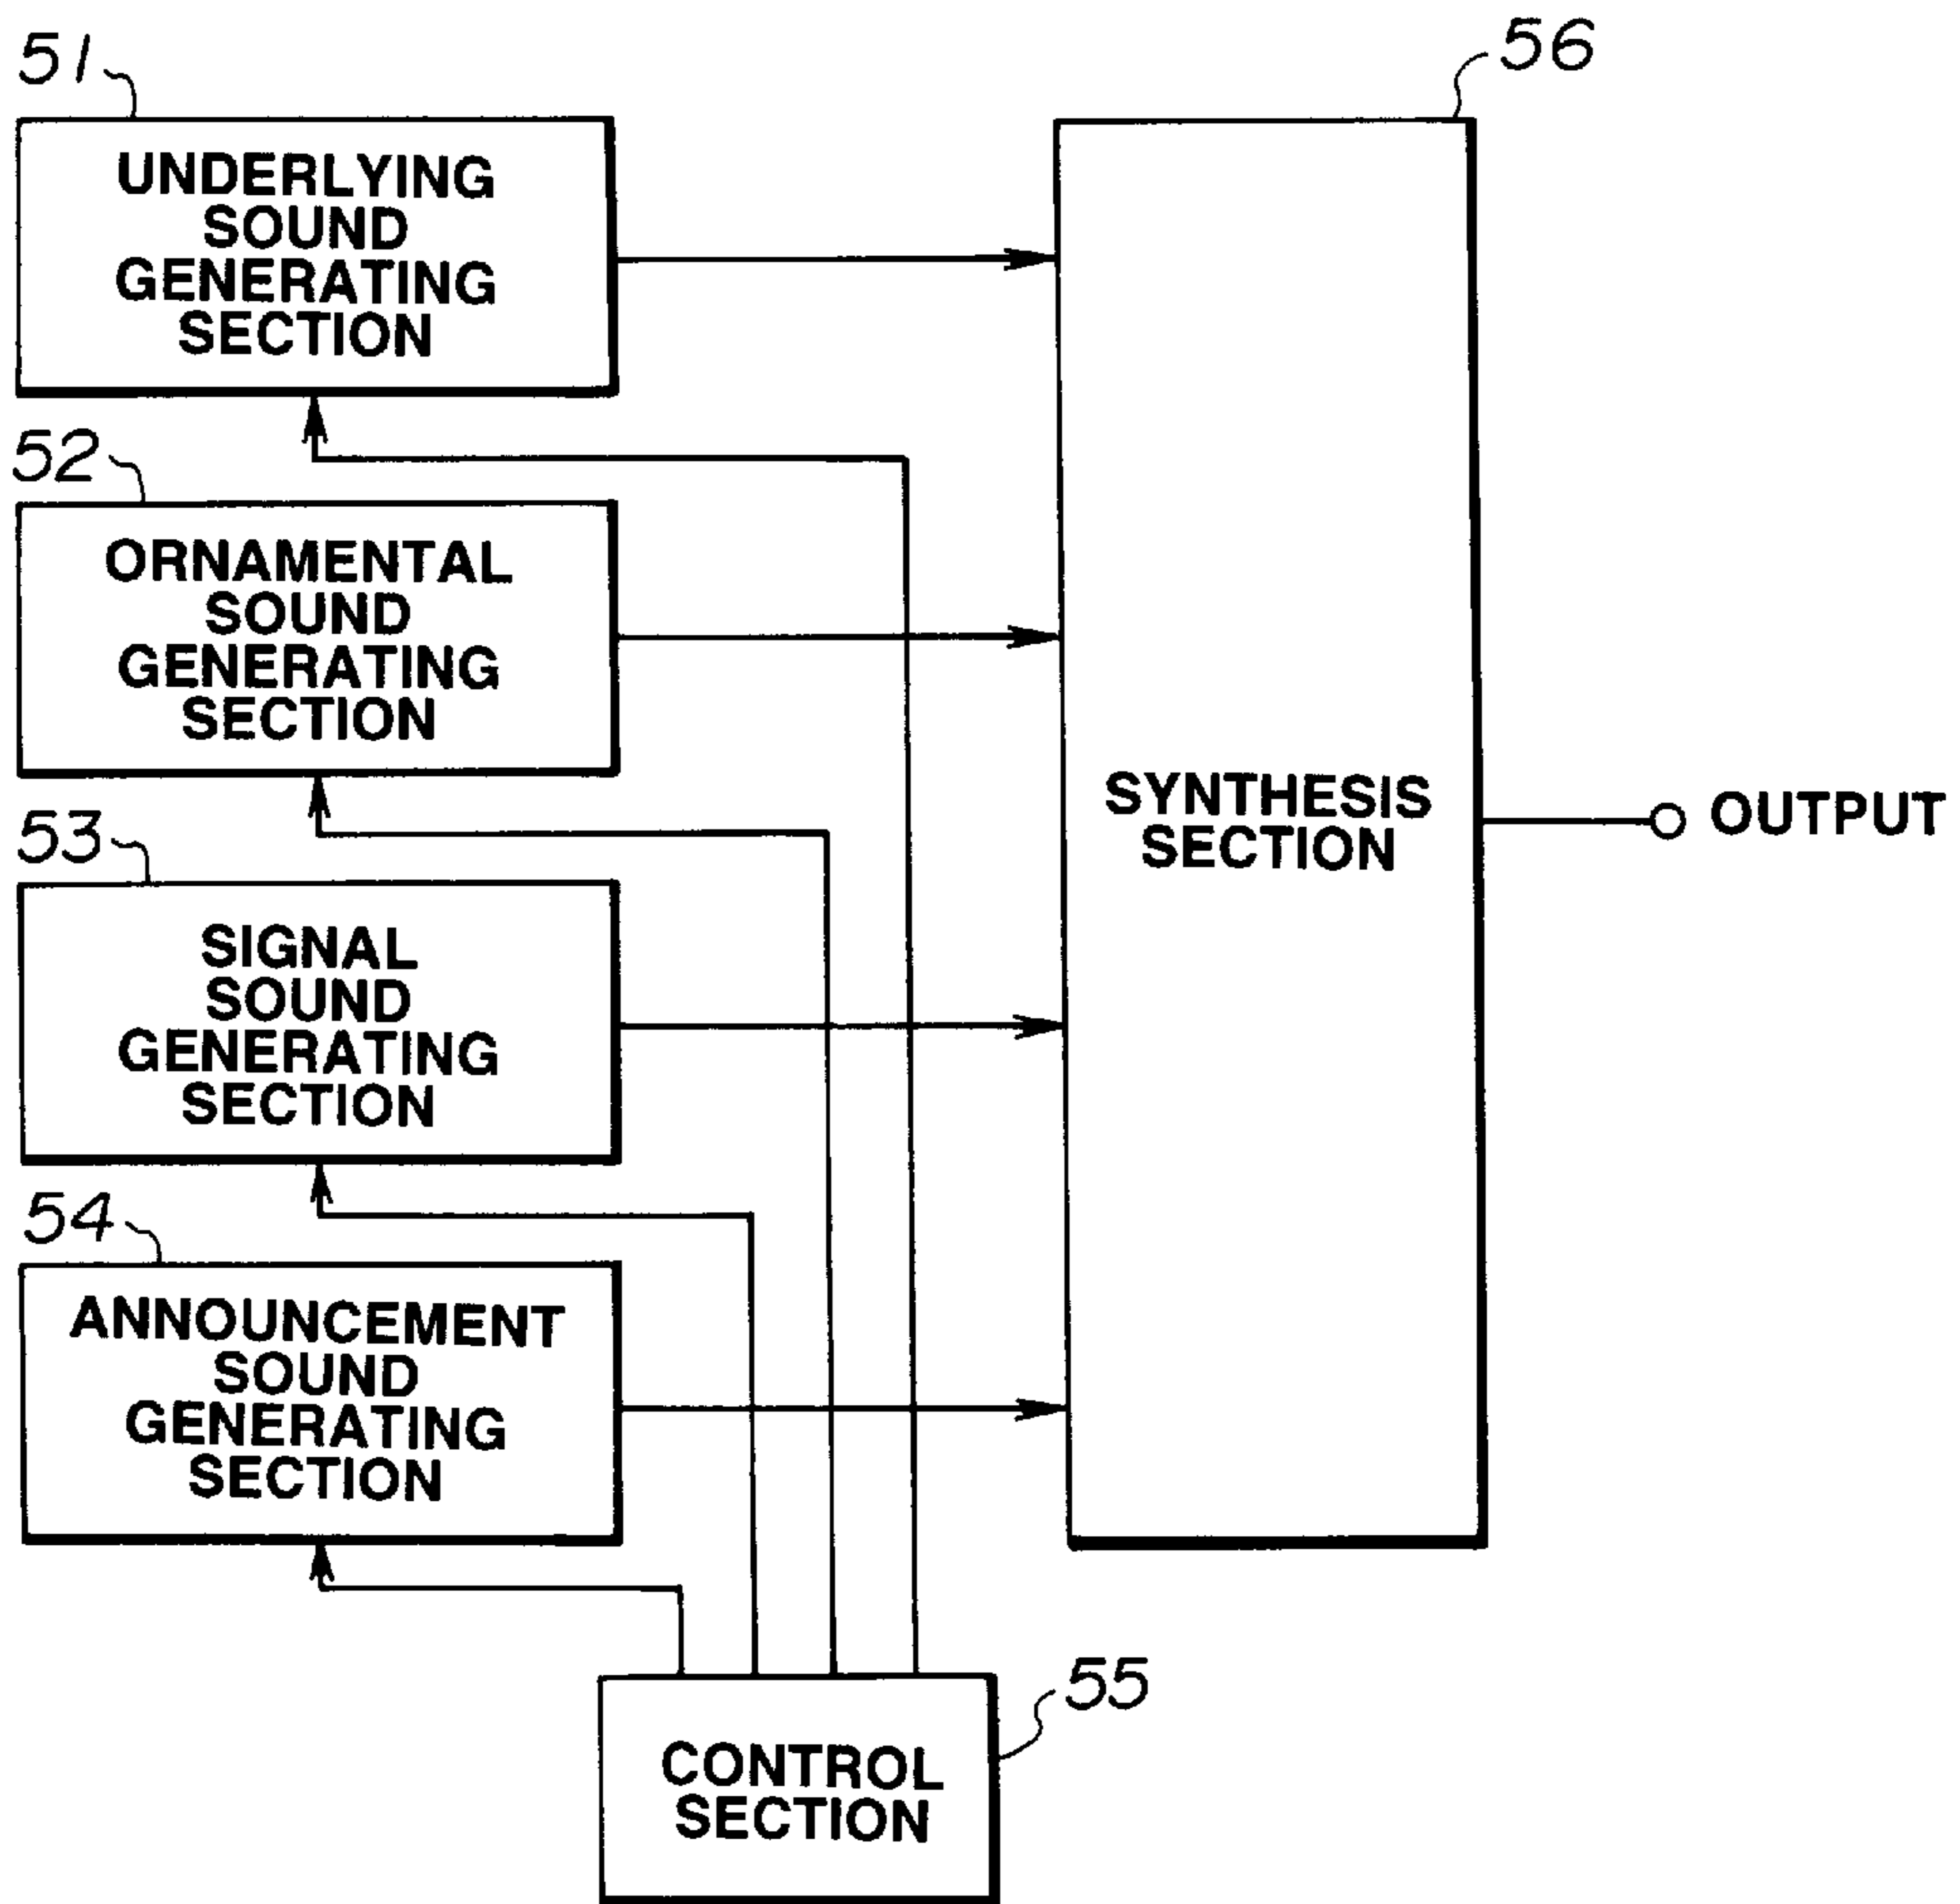 51
UNDERLYING
SOUND
GENERATING
SECTION
52
ORNAMENTAL
SOUND
GENERATING
SECTION
53
SIGNAL
SOUND
GENERATING
SECTION
54
ANNOUNCEMENT
SOUND
GENERATING
SECTION
56
SYNTHESIS
SECTION
OUTPUT
55
CONTROL
SECTION